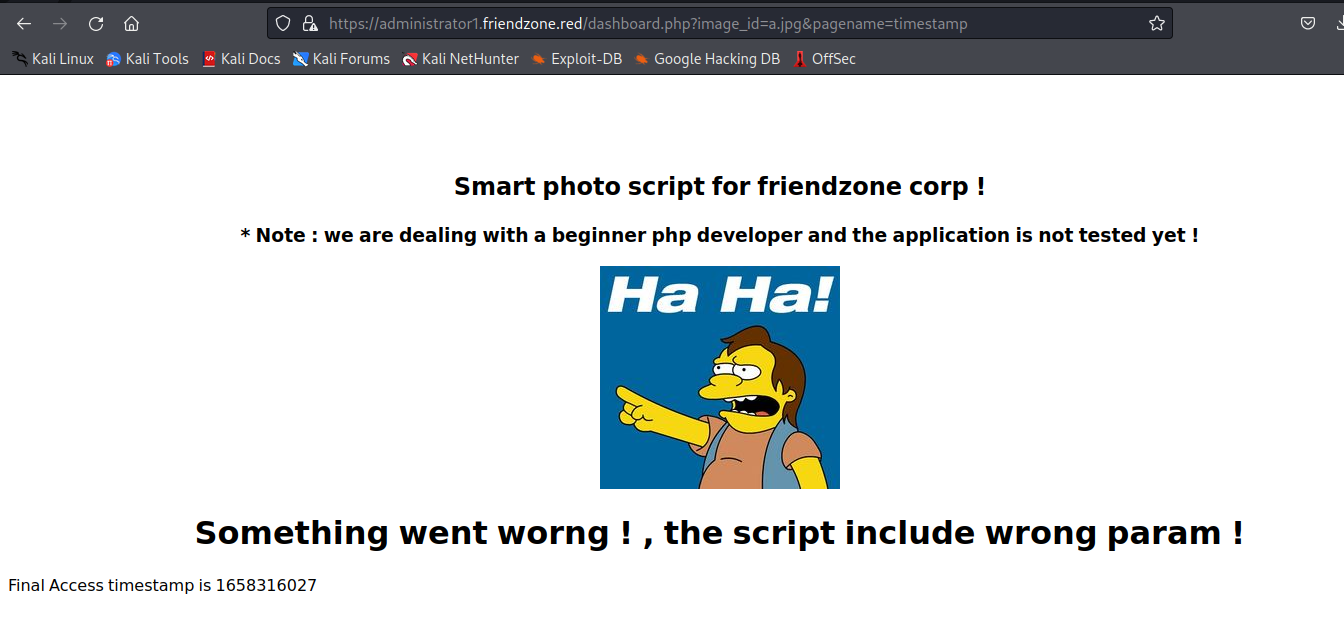 https://administrator1.friendzone.red/dashboard.php?image_id=a.jpg&pagename=timestamp
Kali Linux Kali Tools Kali Docs Kali Forums Kali NetHunter Exploit-DB Google Hacking DB OffSec
Smart photo script for friendzone corp !
* Note : we are dealing with a beginner php developer and the application is not tested yet !
Ha Ha!
Something went worng ! , the script include wrong param !
Final Access timestamp is 1658316027